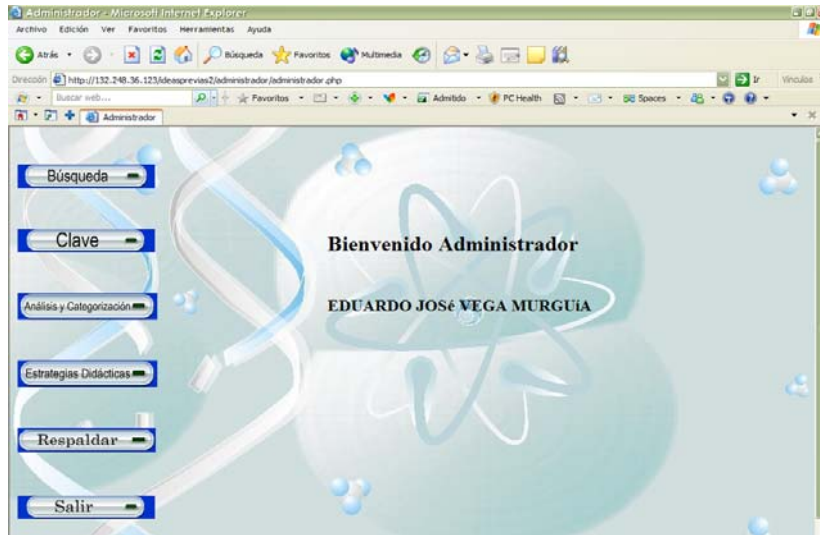 Administrador - Microsoft Internet Explorer
Archivo Edición Ver Favoritos Herramientas Ayuda
Atrás Búsqueda Favoritos Multimedia
Dirección http://132.248.36.123/ideasprevias2/administrador/administrador.php Ir Vínculos
Buscar web... Favoritos Admitido PC Health Spaces
Administrador
Búsqueda
Clave
Bienvenido Administrador
Análisis y Categorización
EDUARDO JOSé VEGA MURGUíA
Estrategias Didácticas
Respaldar
Salir